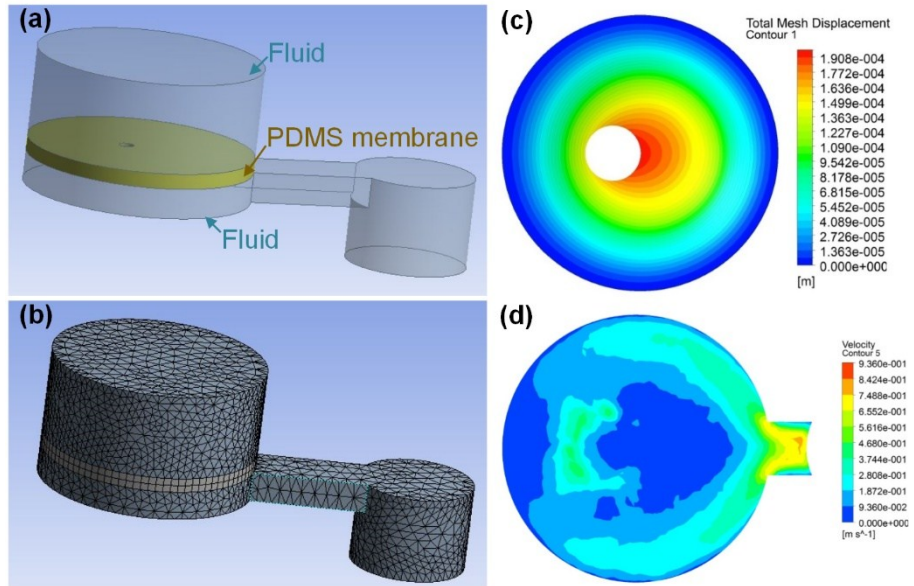 (a)
Fluid
PDMS membrane
Fluid
(b)
(c)
Total Mesh Displacement
Contour 1
1.908e-004
1.772e-004
1.636e-004
1.499e-004
1.363e-004
1.227e-004
1.090e-004
9.542e-005
8.178e-005
6.815e-005
5.452e-005
4.089e-005
2.726e-005
1.363e-005
0.000e+000
[m]
(d)
Velocity
Contour 5
9.360e-001
8.424e-001
7.488e-001
6.552e-001
5.616e-001
4.680e-001
3.744e-001
2.808e-001
1.872e-001
9.360e-002
0.000e+000
[m s^-1]